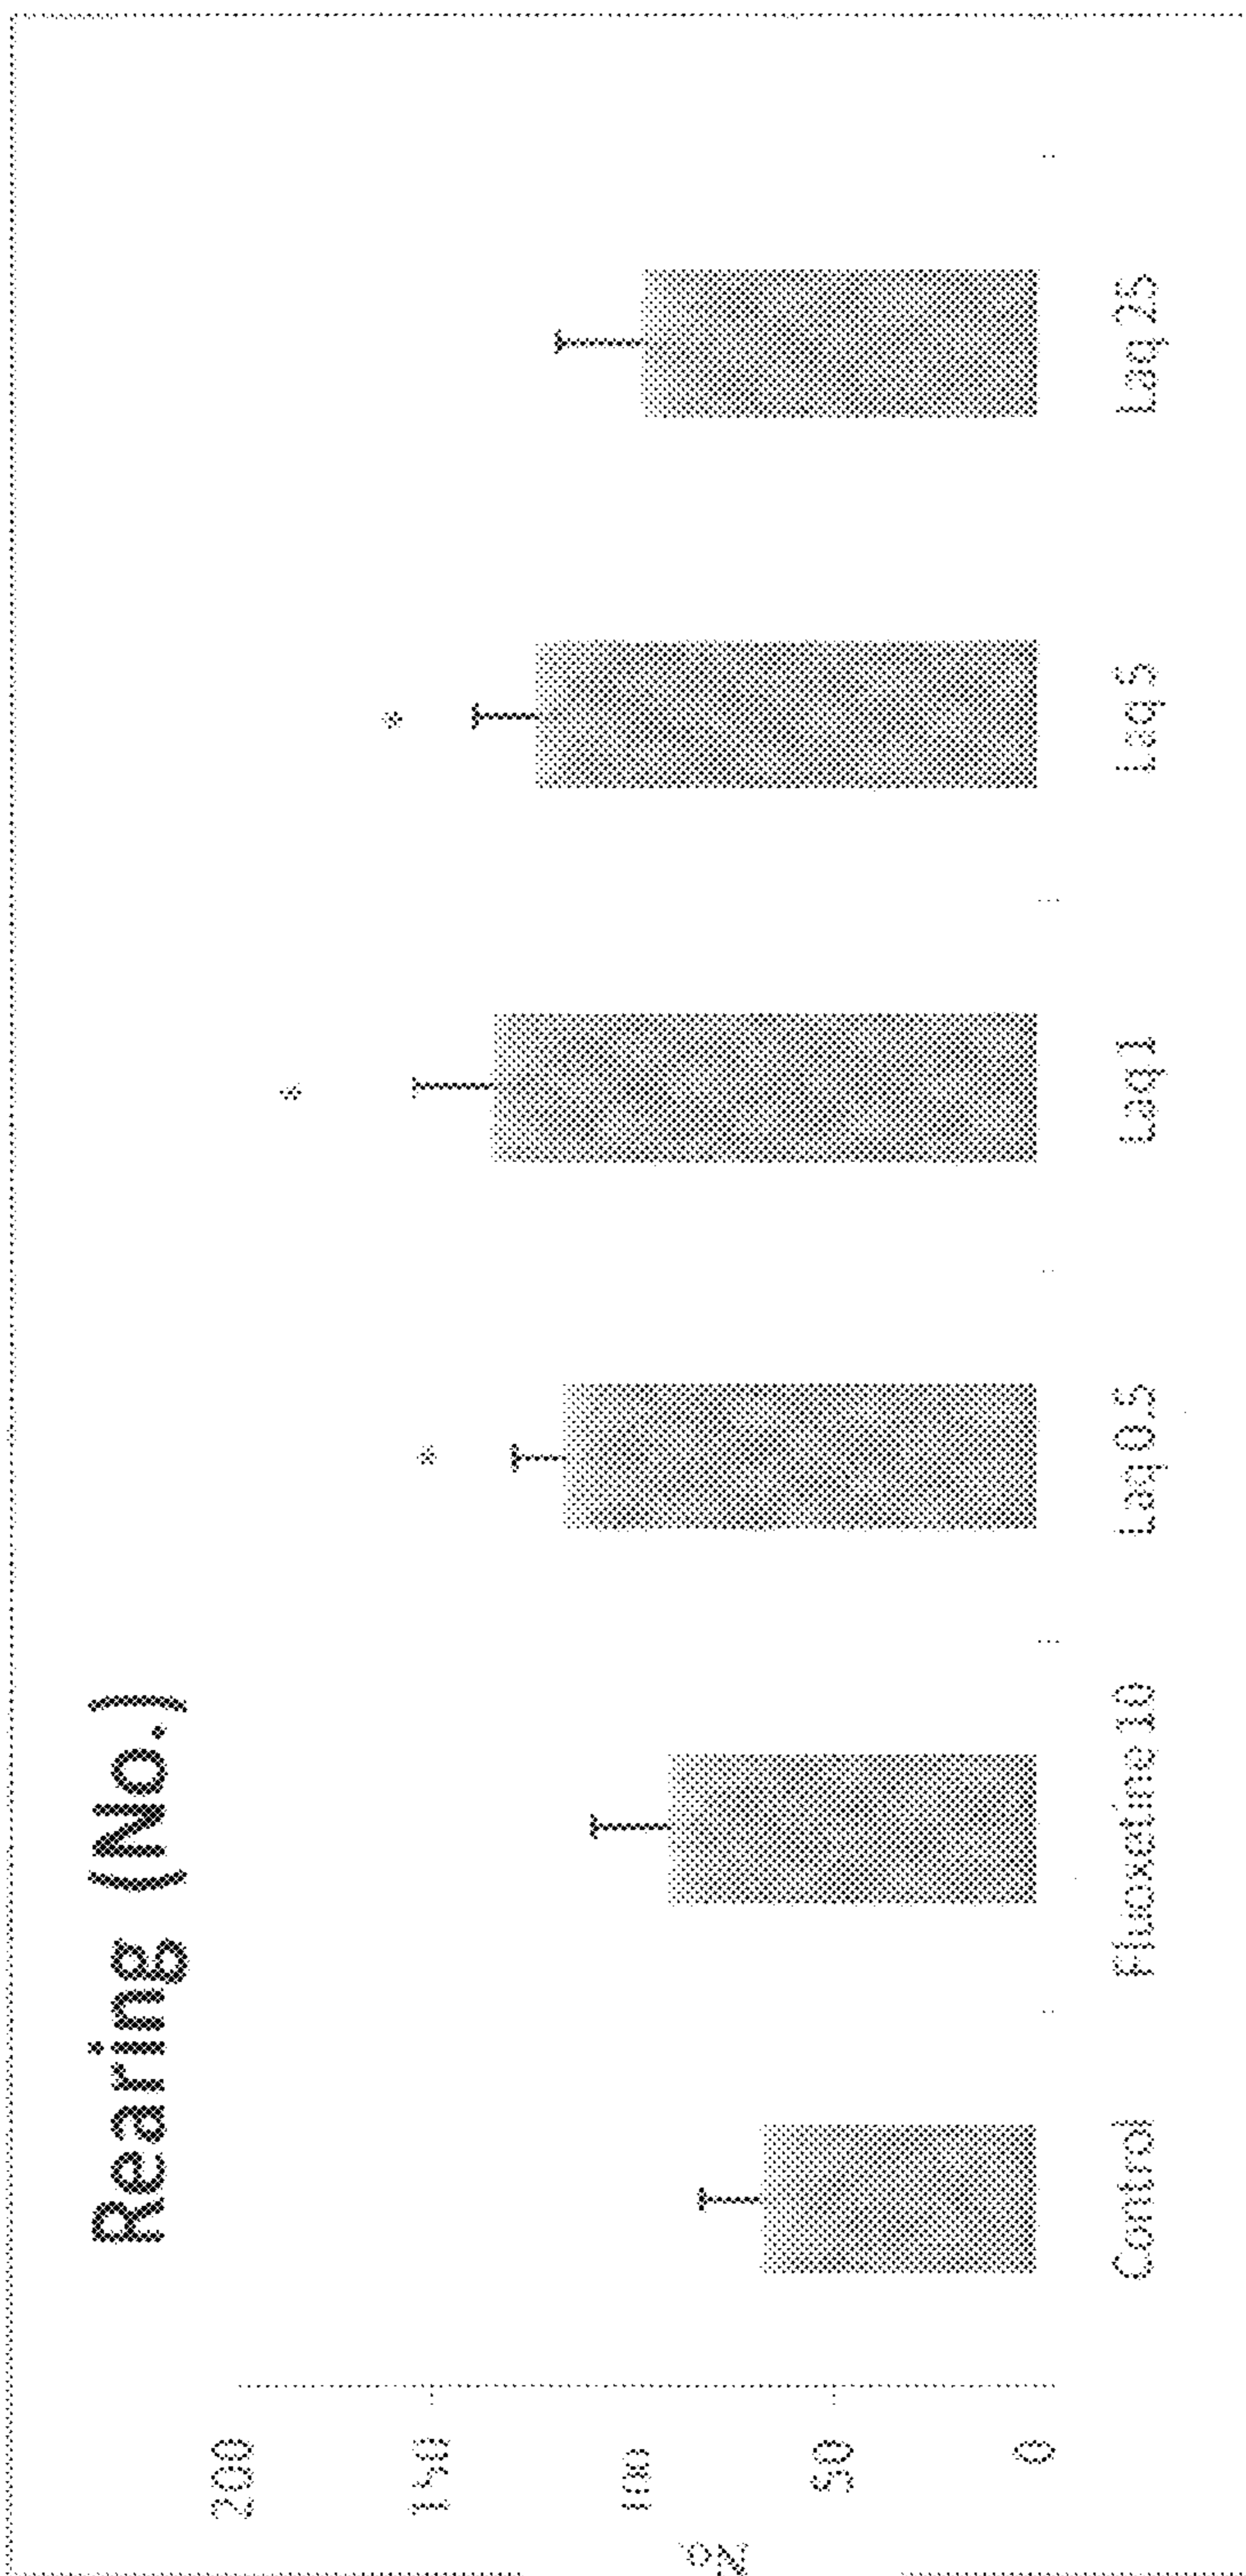 Rearing (No.)
200
150
100
50
0
No
*
*
*
Control
Fluoxetine 10
Laq 0.5
Laq 1
Laq 5
Laq 25